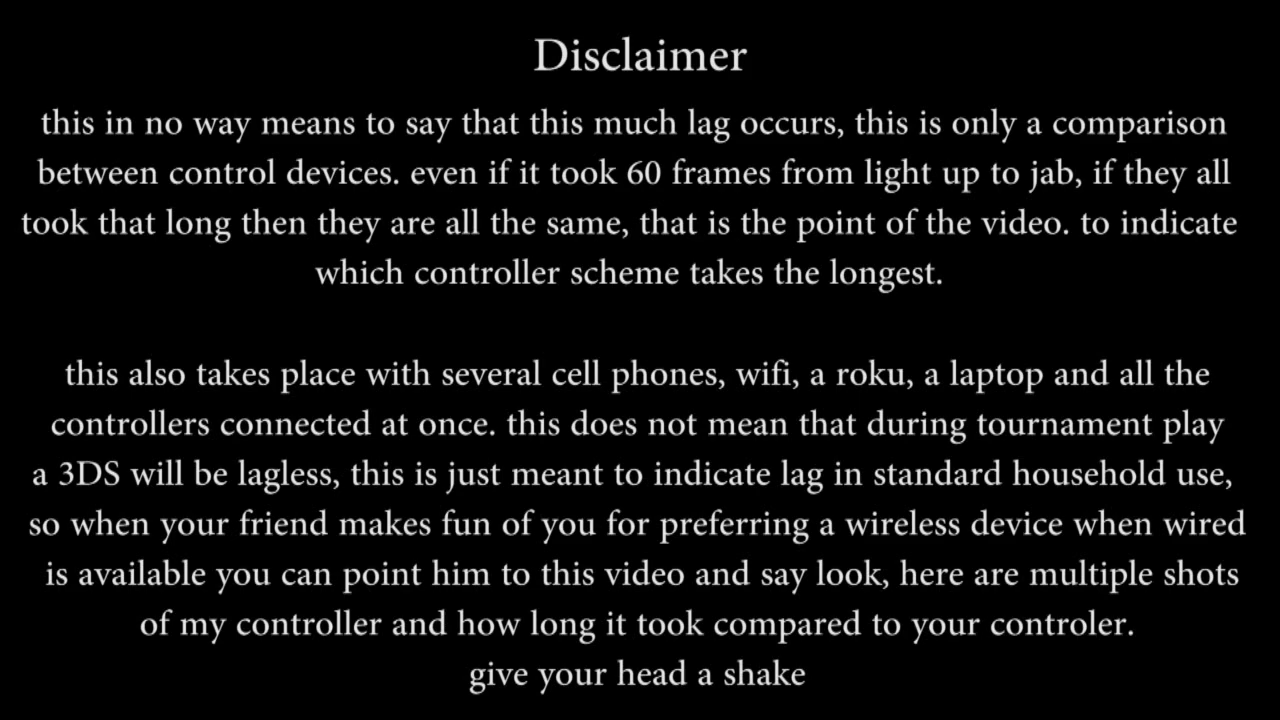 Disclaimer
this in no way means to say that this much lag occurs, this is only a comparison
between control devices. even if it took 60 frames from light up to jab, if they all
took that long then they are all the same, that is the point of the video. to indicate
which controller scheme takes the longest.
this also takes place with several cell phones, wifi, a roku, a laptop and all the
controllers connected at once. this does not mean that during tournament play
a 3DS will be lagless, this is just meant to indicate lag in standard household use,
so when your friend makes fun of you for preferring a wireless device when wired
is available you can point him to this video and say look, here are multiple shots
of my controller and how long it took compared to your controler.
give your head a shake